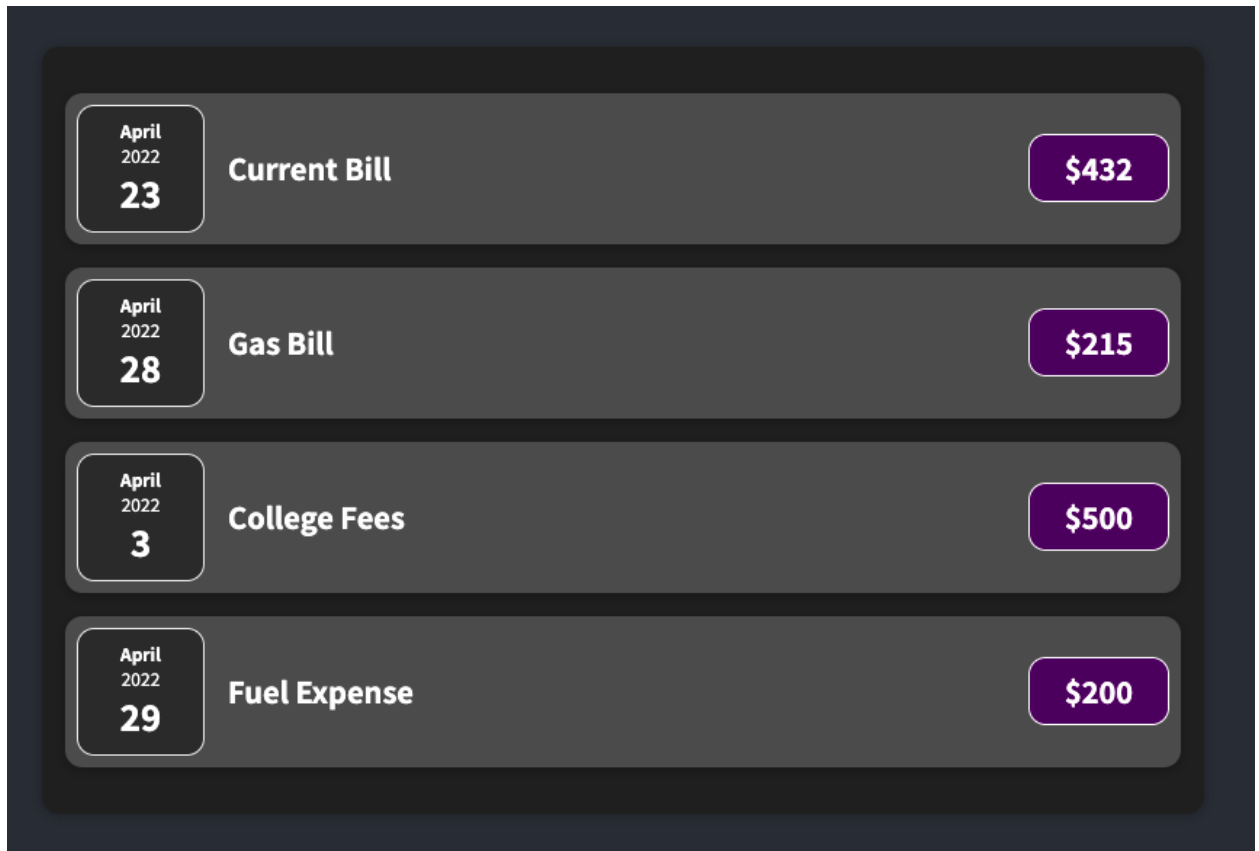 April
2022
23
Current Bill
$432
April
2022
28
Gas Bill
$215
April
2022
3
College Fees
$500
April
2022
29
Fuel Expense
$200